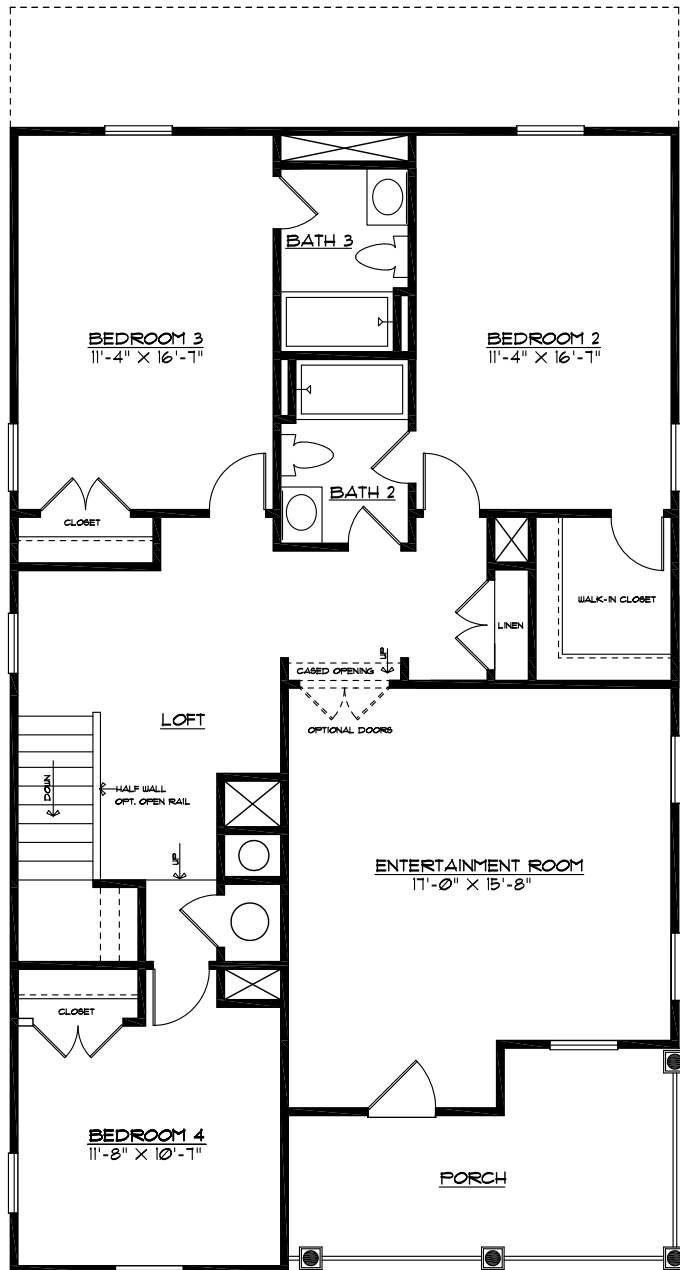 BATH 3
BEDROOM 3
11'-4" X 16'-7"
BEDROOM 2
11'-4" X 16'-7"
BATH 2
CLOSET
WALK-IN CLOSET
LINEN
UP
CASED OPENING
LOFT
OPTIONAL DOORS
DOWN
HALF WALL
OPT. OPEN RAIL
UP
ENTERTAINMENT ROOM
17'-0" X 15'-8"
CLOSET
BEDROOM 4
11'-8" X 10'-7"
PORCH